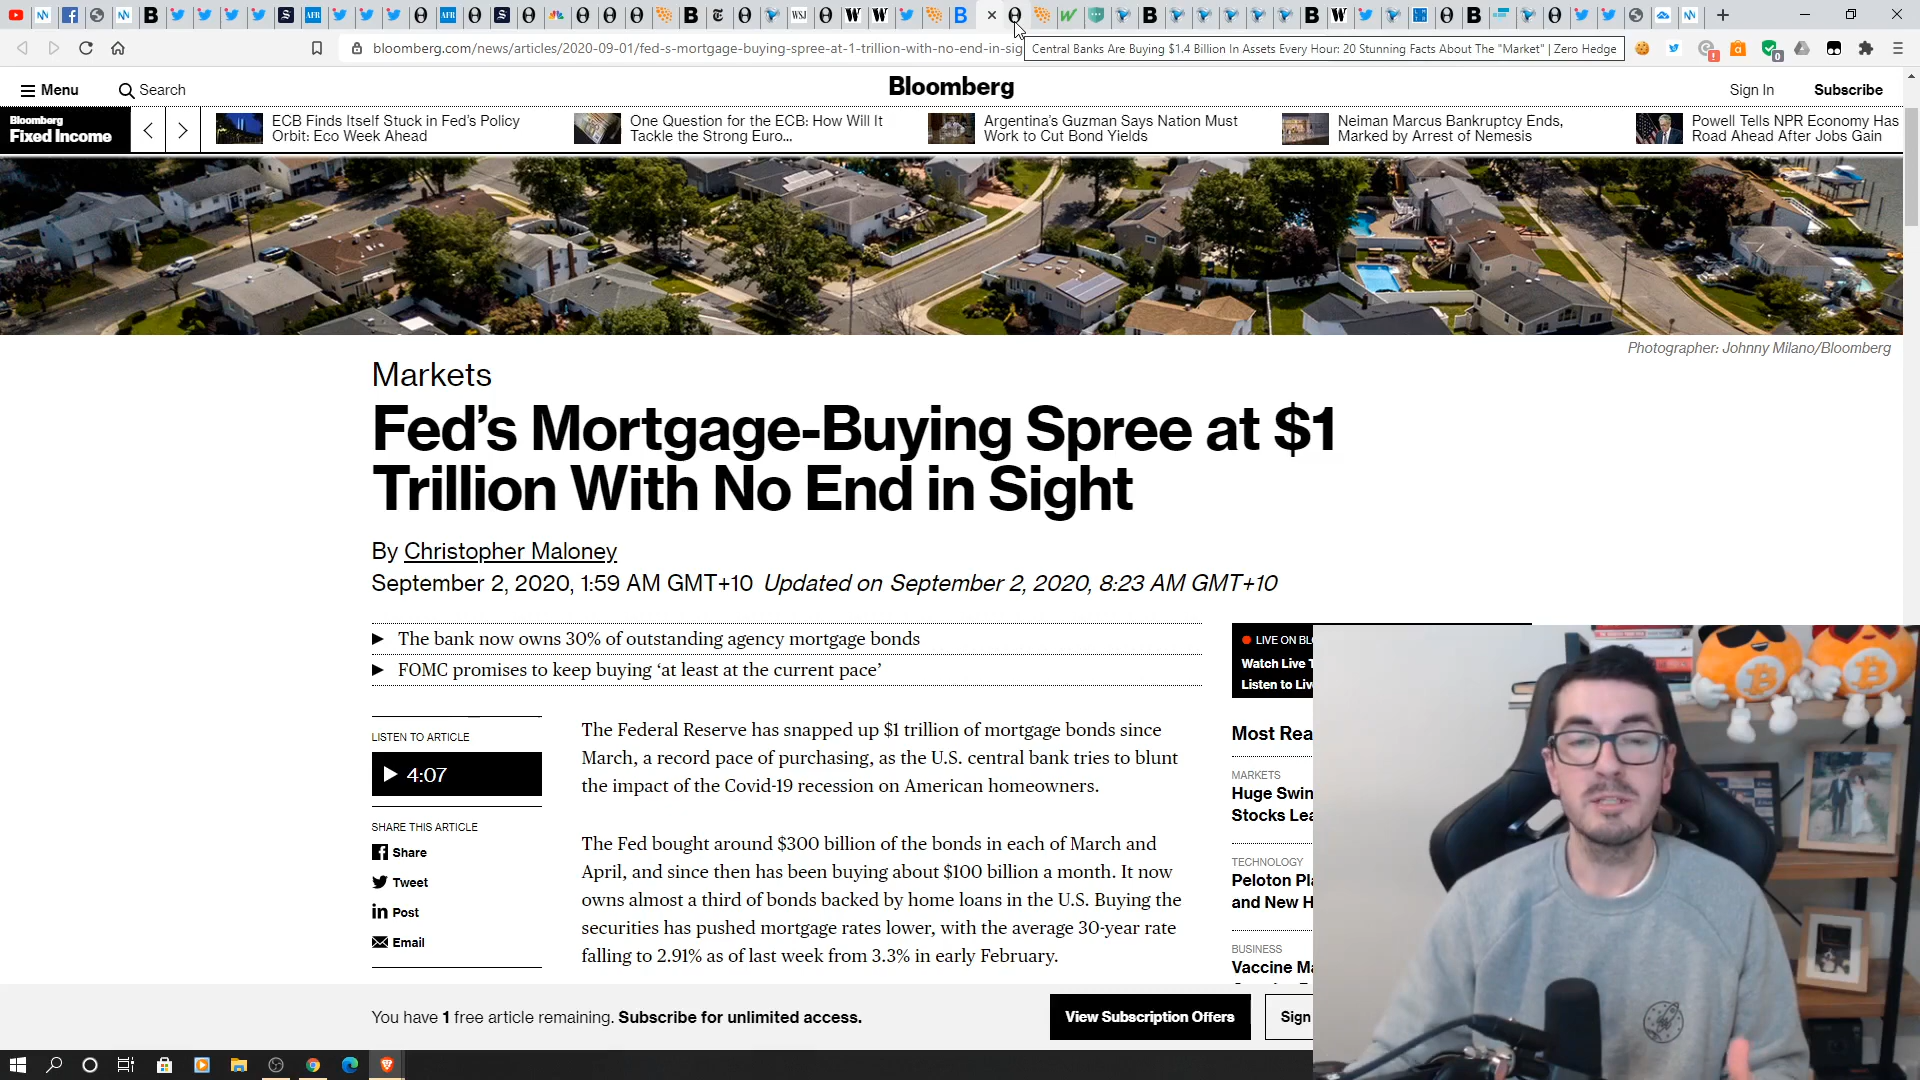 bloomberg.com/news/articles/2020-09-01/fed-s-mortgage-buying-spree-at-1-trillion-with-no-end-in-sig
Central Banks Are Buying $1.4 Billion In Assets Every Hour: 20 Stunning Facts About The "Market" | Zero Hedge
Menu
Search
Bloomberg
Sign In
Subscribe
Bloomberg
Fixed Income
ECB Finds Itself Stuck in Fed's Policy
Orbit: Eco Week Ahead
One Question for the ECB: How Will It
Tackle the Strong Euro...
Argentina's Guzman Says Nation Must
Work to Cut Bond Yields
Neiman Marcus Bankruptcy Ends,
Marked by Arrest of Nemesis
Powell Tells NPR Economy Has
Road Ahead After Jobs Gain
Photographer: Johnny Milano/Bloomberg
Markets
Fed's Mortgage-Buying Spree at $1
Trillion With No End in Sight
By Christopher Maloney
September 2, 2020, 1:59 AM GMT+10 Updated on September 2, 2020, 8:23 AM GMT+10
The bank now owns 30% of outstanding agency mortgage bonds
FOMC promises to keep buying ‘at least at the current pace’
LISTEN TO ARTICLE
4:07
SHARE THIS ARTICLE
Share
Tweet
Post
Email
The Federal Reserve has snapped up $1 trillion of mortgage bonds since
March, a record pace of purchasing, as the U.S. central bank tries to blunt
the impact of the Covid-19 recession on American homeowners.
The Fed bought around $300 billion of the bonds in each of March and
April, and since then has been buying about $100 billion a month. It now
owns almost a third of bonds backed by home loans in the U.S. Buying the
securities has pushed mortgage rates lower, with the average 30-year rate
falling to 2.91% as of last week from 3.3% in early February.
LIVE ON BL
Watch Live T
Listen to Liv
Most Rea
MARKETS
Huge Swin
Stocks Lea
TECHNOLOGY
Peloton Pl
and New H
BUSINESS
Vaccine Ma
You have 1 free article remaining. Subscribe for unlimited access.
View Subscription Offers
Sign